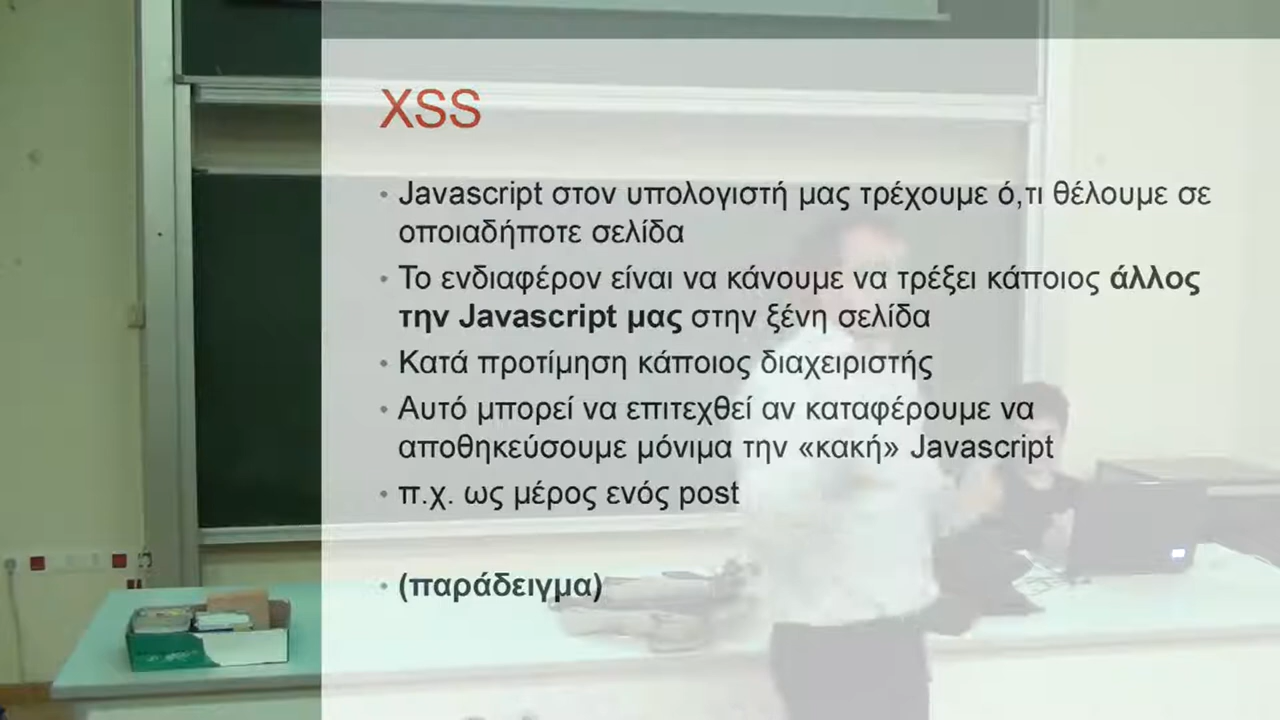 XSS
• Javascript στον υπολογιστή μας τρέχουμε ό,τι θέλουμε σε
οποιαδήποτε σελίδα
• Το ενδιαφέρον είναι να κάνουμε να τρέξει κάποιος άλλος
την Javascript μας στην ξένη σελίδα
• Κατά προτίμηση κάποιος διαχειριστής
• Αυτό μπορεί να επιτεχθεί αν καταφέρουμε να
αποθηκεύσουμε μόνιμα την «κακή» Javascript
• π.χ. ως μέρος ενός post
• (παράδειγμα)